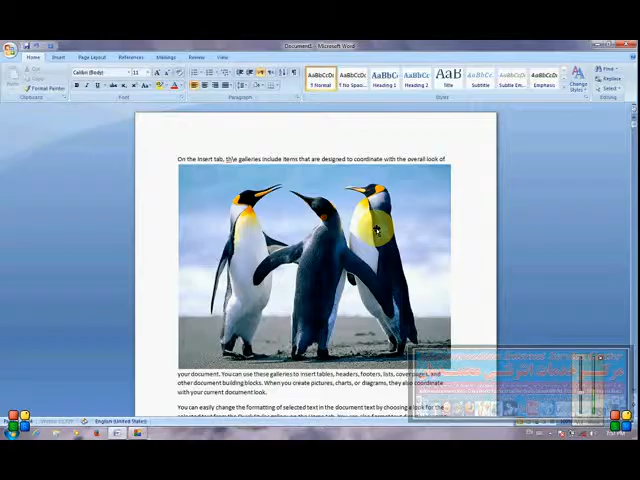 Document1 - Microsoft Word
Home Insert Page Layout References Mailings Review View
Cut
Copy
Format Painter
Clipboard
Calibri (Body) 11
Font
Paragraph
AaBbCcDc AaBbCcDc AaBbCc AaBbCc AaB AaBbCc. AaBbCcDc AaBbCcDc
¶ Normal ¶ No Spaci... Heading 1 Heading 2 Title Subtitle Subtle Em... Emphasis
Change
Styles
Styles
Find
Replace
Select
Editing
On the Insert tab, thie galleries include items that are designed to coordinate with the overall look of
your document. You can use these galleries to insert tables, headers, footers, lists, cover pages, and
other document building blocks. When you create pictures, charts, or diagrams, they also coordinate
with your current document look.
You can easily change the formatting of selected text in the document text by choosing a look for the
English (U.S.)